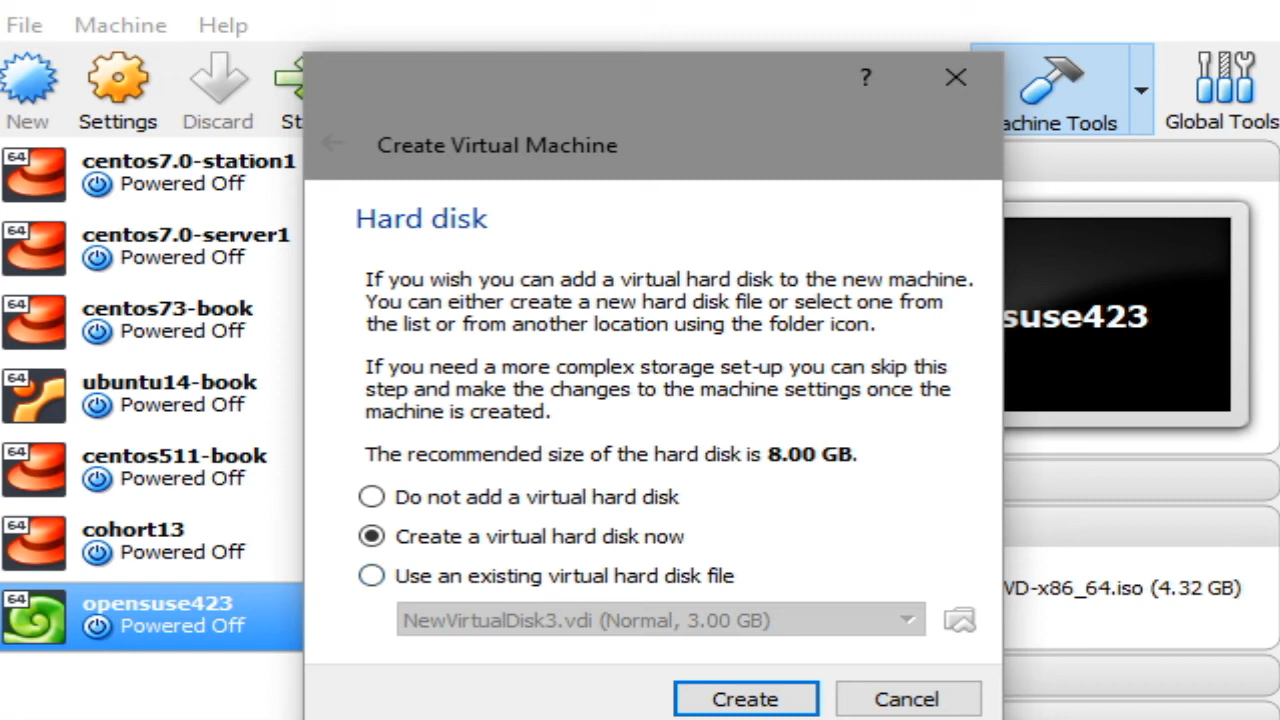 File Machine Help
New Settings Discard St
achine Tools Global Tools
64 centos7.0-station1
Powered Off
64 centos7.0-server1
Powered Off
64 centos73-book
Powered Off
64 ubuntu14-book
Powered Off
64 centos511-book
Powered Off
64 cohort13
Powered Off
64 opensuse423
Powered Off
?
Create Virtual Machine
Hard disk
If you wish you can add a virtual hard disk to the new machine.
You can either create a new hard disk file or select one from
the list or from another location using the folder icon.
If you need a more complex storage set-up you can skip this
step and make the changes to the machine settings once the
machine is created.
The recommended size of the hard disk is 8.00 GB.
Do not add a virtual hard disk
Create a virtual hard disk now
Use an existing virtual hard disk file
NewVirtualDisk3.vdi (Normal, 3.00 GB)
Create Cancel
suse423
VD-x86_64.iso (4.32 GB)